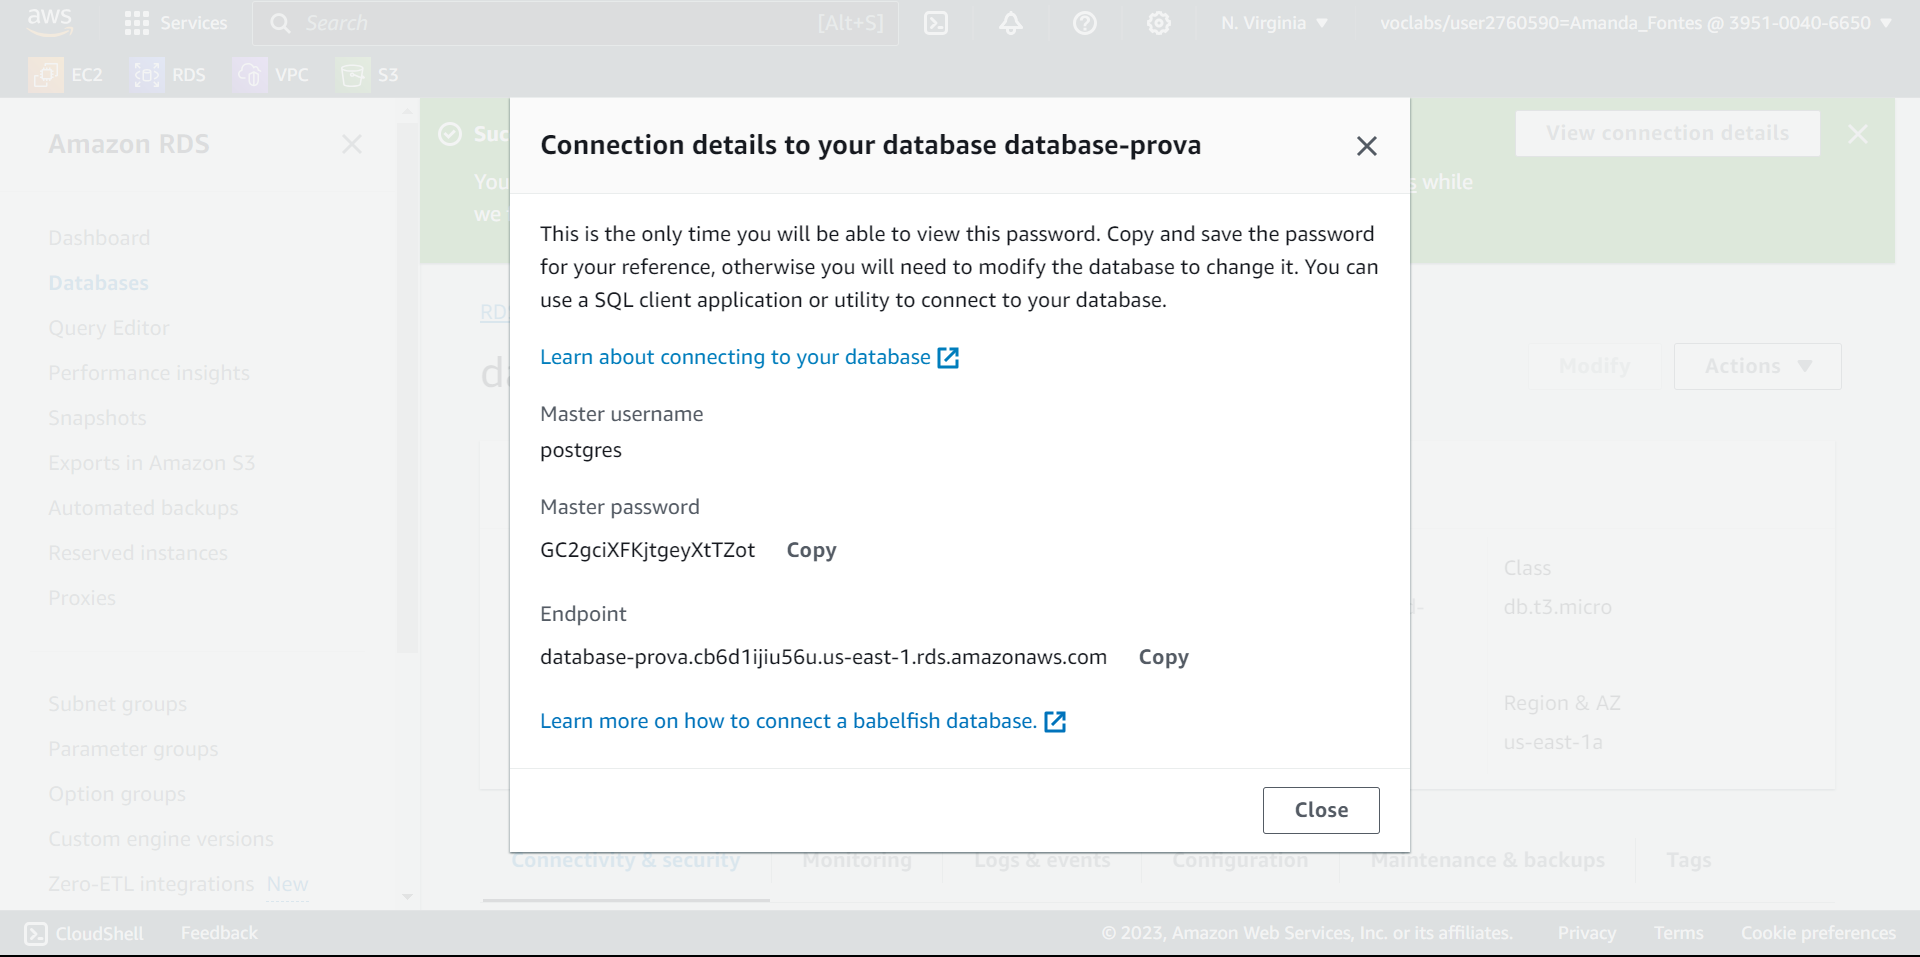 aws
Services
Search
[Alt+S]
N. Virginia
voclabs/user2760590=Amanda_Fontes @ 3951-0040-6650
EC2
RDS
VPC
S3
Amazon RDS
Dashboard
Databases
Query Editor
Performance insights
Snapshots
Exports in Amazon S3
Automated backups
Reserved instances
Proxies
Subnet groups
Parameter groups
Option groups
Custom engine versions
Zero-ETL integrations New
View connection details
while
we
Modify
Actions
Connection details to your database database-prova
This is the only time you will be able to view this password. Copy and save the password
for your reference, otherwise you will need to modify the database to change it. You can
use a SQL client application or utility to connect to your database.
Learn about connecting to your database
Master username
postgres
Master password
GC2gciXFKjtgeyXtTZot Copy
Endpoint
database-prova.cb6d1ijiu56u.us-east-1.rds.amazonaws.com Copy
Learn more on how to connect a babelfish database.
Close
Class
db.t3.micro
Region & AZ
us-east-1a
Connectivity & security
Monitoring
Logs & events
Configuration
Maintenance & backups
Tags
CloudShell
Feedback
© 2023, Amazon Web Services, Inc. or its affiliates.
Privacy
Terms
Cookie preferences